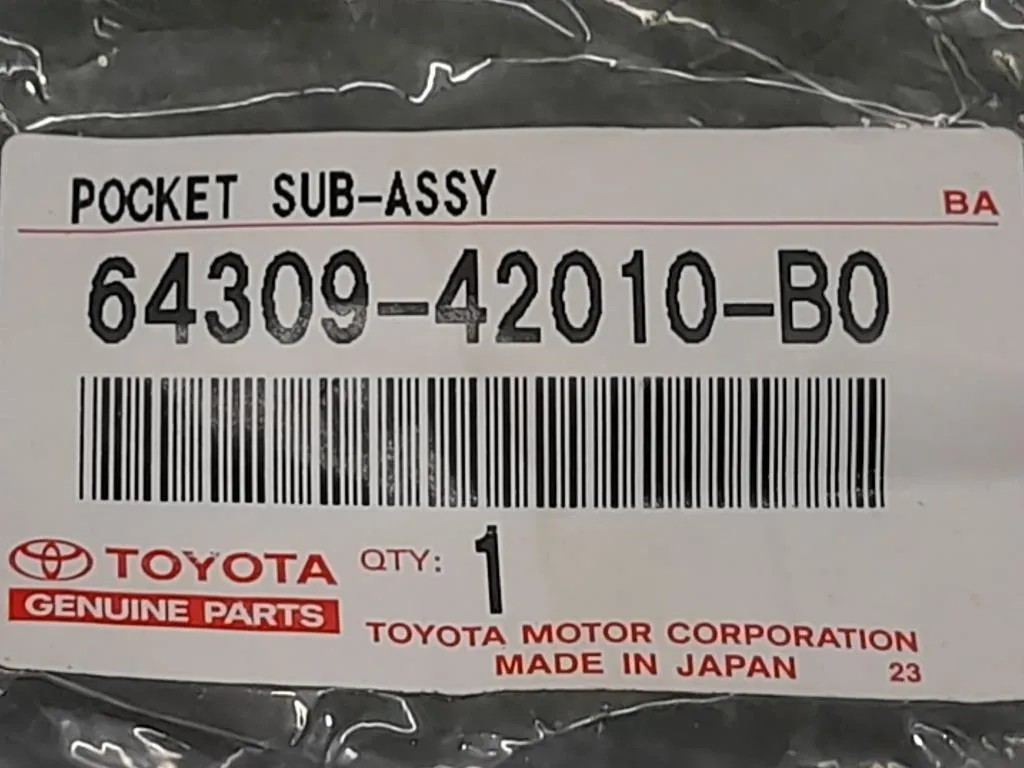 POCKET SUB-ASSY BA
64309-42010-B0
TOYOTA QTY: 1
GENUINE PARTS
TOYOTA MOTOR CORPORATION
MADE IN JAPAN 23